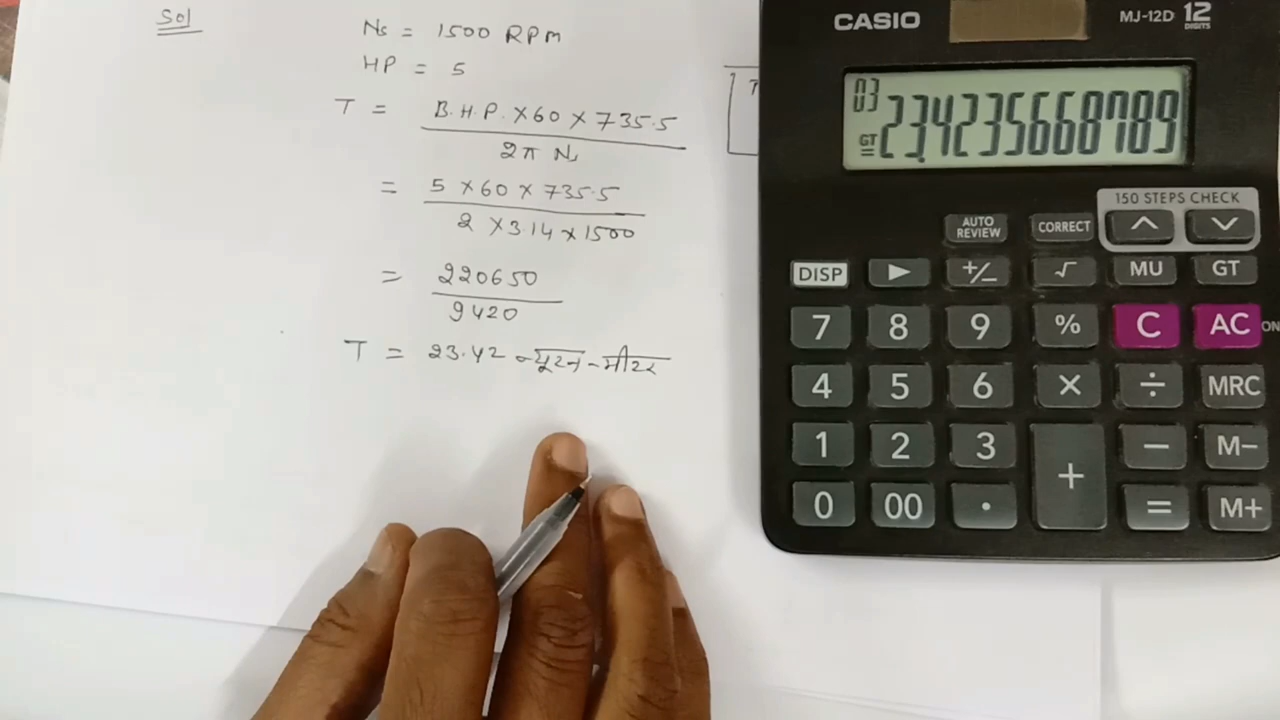 Sol
Ns = 1500 RPM
HP = 5
T = B.H.P. × 60 × 735.5
2π Ns
= 5 × 60 × 735.5
2 × 3.14 × 1500
= 220650
9420
T = 23.42 न्यूटन-मीटर
CASIO
MJ-12D 12 DIGITS
03
GT =
23.4235668789
150 STEPS CHECK
AUTO REVIEW CORRECT
DISP ▶ +/− √ MU GT
7 8 9 % C AC ON
4 5 6 × ÷ MRC
1 2 3 + − M−
0 00 . = M+